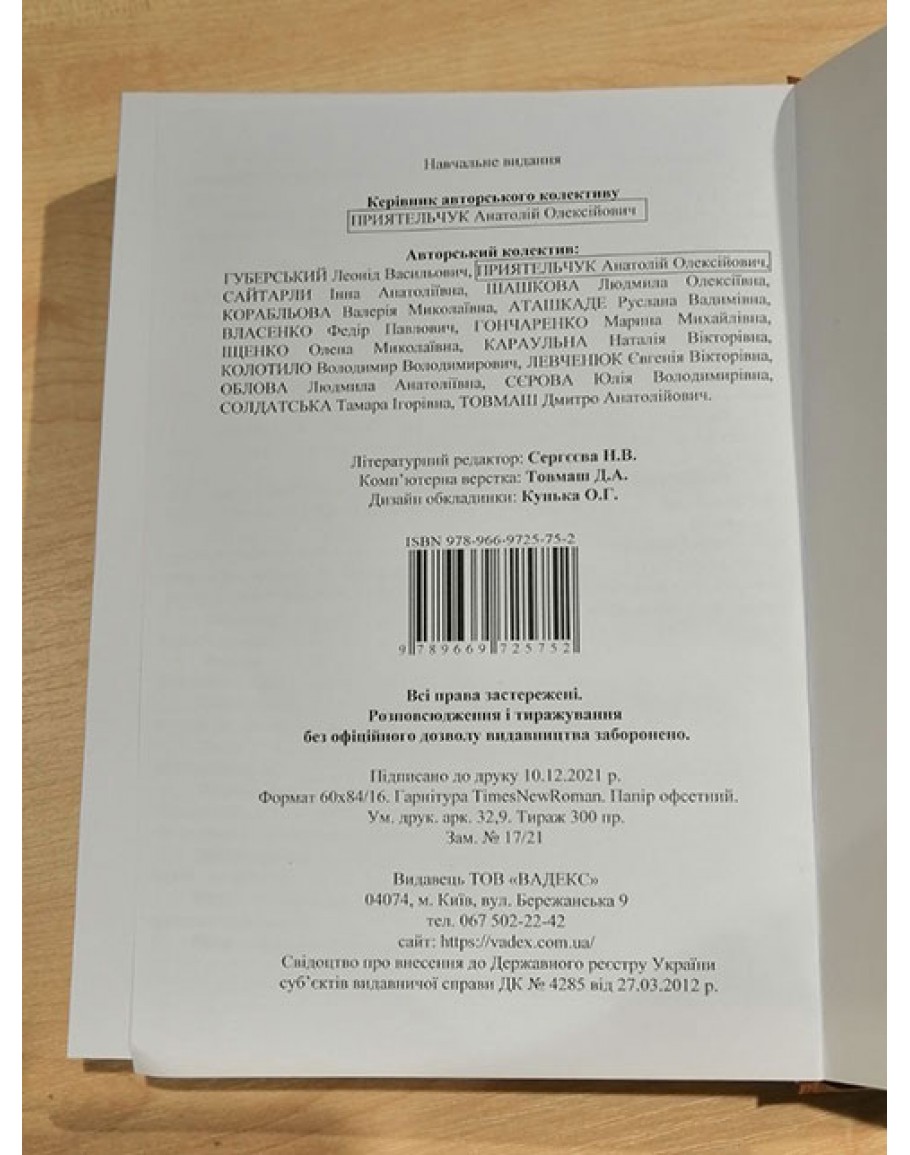 Навчальне видання
Керівник авторського колективу
ПРИЯТЕЛЬЧУК Анатолій Олексійович
Авторський колектив:
ГУБЕРСЬКИЙ Леонід Васильович, ПРИЯТЕЛЬЧУК Анатолій Олексійович,
САЙТАРЛИ Інна Анатоліївна, ШАШКОВА Людмила Олексіївна,
КОРАБЛЬОВА Валерія Миколаївна, АТАШКАДЕ Руслана Вадимівна,
ВЛАСЕНКО Федір Павлович, ГОНЧАРЕНКО Марина Михайлівна,
ІЩЕНКО Олена Миколаївна, КАРАУЛЬНА Наталія Вікторівна,
КОЛОТИЛО Володимир Володимирович, ЛЕВЧЕНЮК Євгенія Вікторівна,
ОБЛОВА Людмила Анатоліївна, СЄРОВА Юлія Володимирівна,
СОЛДАТСЬКА Тамара Ігорівна, ТОВМАШ Дмитро Анатолійович.
Літературний редактор: Сергєєва Н.В.
Комп’ютерна верстка: Товмаш Д.А.
Дизайн обкладинки: Кунька О.Г.
ISBN 978-966-9725-75-2
9 789669 725752
Всі права застережені.
Розповсюдження і тиражування
без офіційного дозволу видавництва заборонено.
Підписано до друку 10.12.2021 р.
Формат 60х84/16. Гарнітура TimesNewRoman. Папір офсетний.
Ум. друк. арк. 32,9. Тираж 300 пр.
Зам. № 17/21
Видавець ТОВ «ВАДЕКС»
04074, м. Київ, вул. Бережанська 9
тел. 067 502-22-42
сайт: https://vadex.com.ua/
Свідоцтво про внесення до Державного реєстру України
суб’єктів видавничої справи ДК № 4285 від 27.03.2012 р.